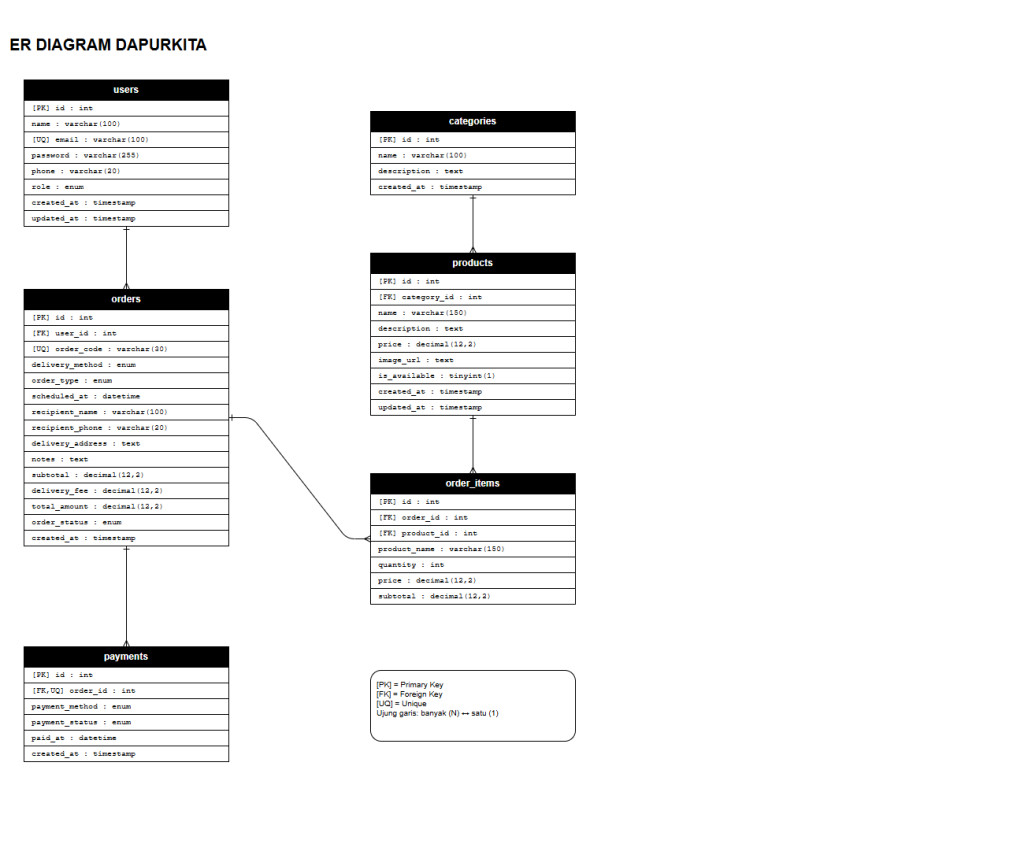 ER DIAGRAM DAPURKITA
users
[PK] id : int
name : varchar(100)
[UQ] email : varchar(100)
password : varchar(255)
phone : varchar(20)
role : enum
created_at : timestamp
updated_at : timestamp
orders
[PK] id : int
[FK] user_id : int
[UQ] order_code : varchar(30)
delivery_method : enum
order_type : enum
scheduled_at : datetime
recipient_name : varchar(100)
recipient_phone : varchar(20)
delivery_address : text
notes : text
subtotal : decimal(12,2)
delivery_fee : decimal(12,2)
total_amount : decimal(12,2)
order_status : enum
created_at : timestamp
payments
[PK] id : int
[FK,UQ] order_id : int
payment_method : enum
payment_status : enum
paid_at : datetime
created_at : timestamp
categories
[PK] id : int
name : varchar(100)
description : text
created_at : timestamp
products
[PK] id : int
[FK] category_id : int
name : varchar(150)
description : text
price : decimal(12,2)
image_url : text
is_available : tinyint(1)
created_at : timestamp
updated_at : timestamp
order_items
[PK] id : int
[FK] order_id : int
[FK] product_id : int
product_name : varchar(150)
quantity : int
price : decimal(12,2)
subtotal : decimal(12,2)
[PK] = Primary Key
[FK] = Foreign Key
[UQ] = Unique
Ujung garis: banyak (N) ↔ satu (1)